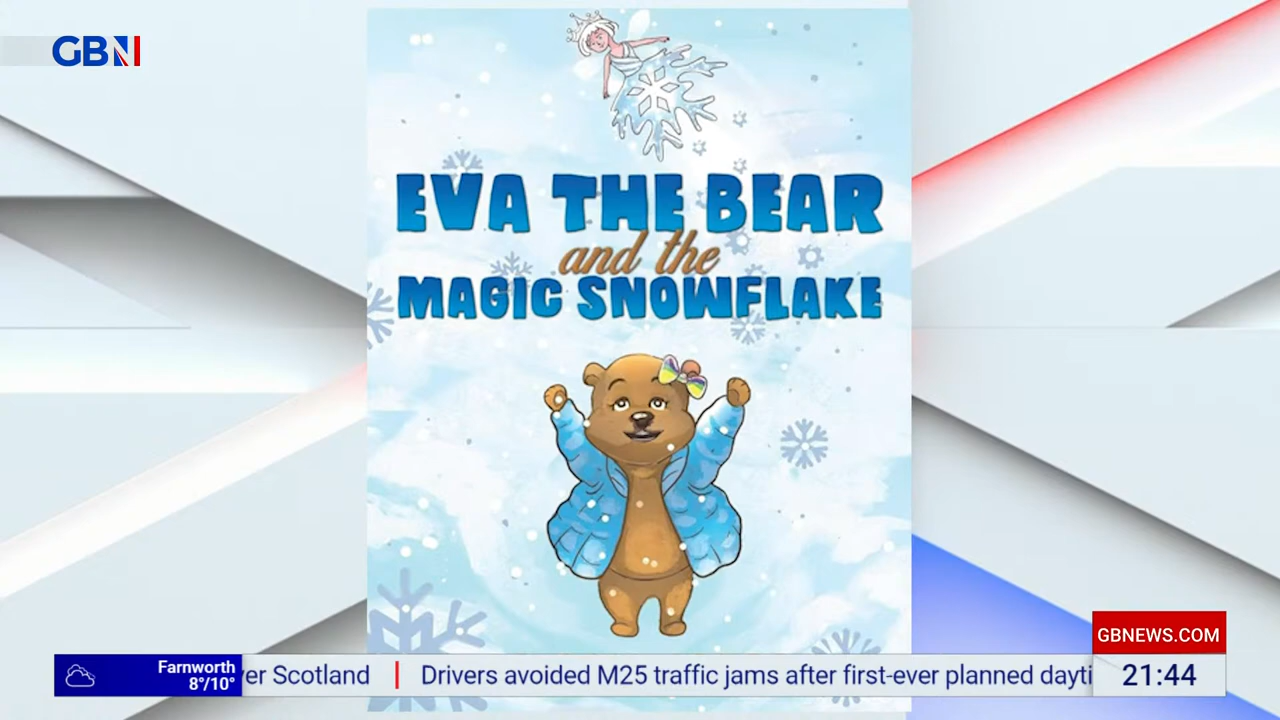 GBN
EVA THE BEAR
and the
MAGIC SNOWFLAKE
GBNEWS.COM
Farnworth
8°/10°
ver Scotland | Drivers avoided M25 traffic jams after first-ever planned dayti
21:44